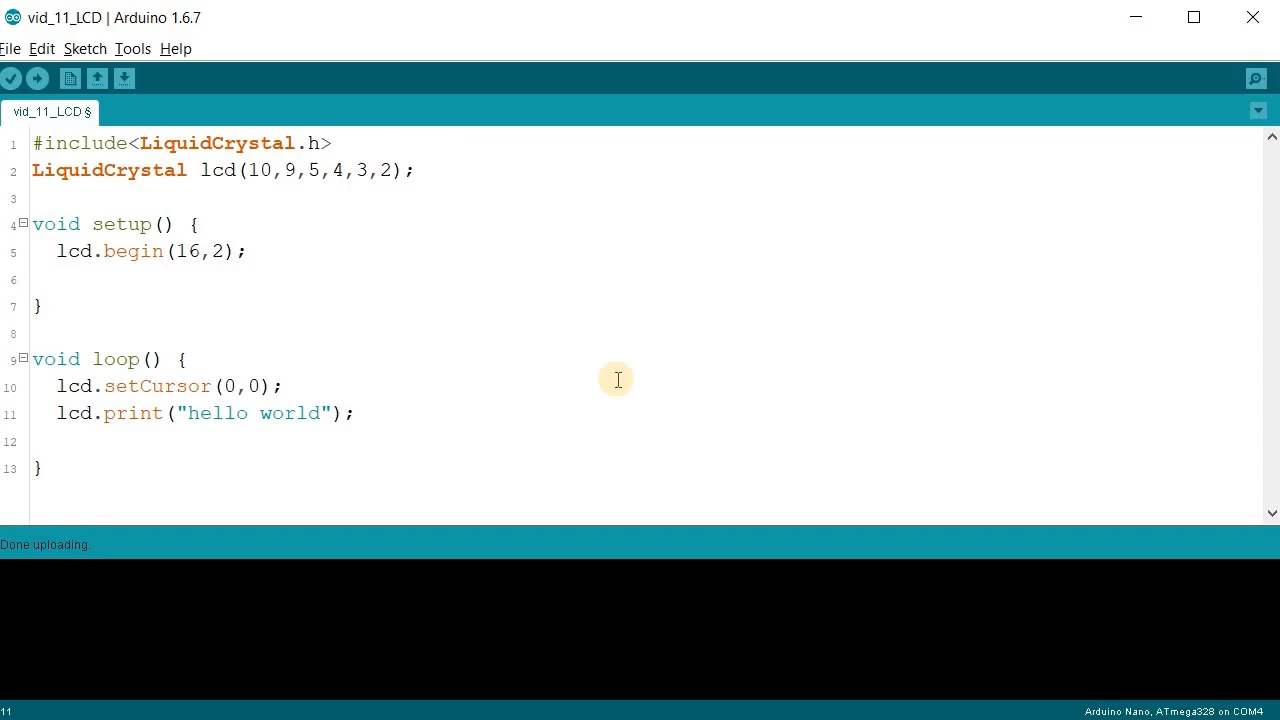 vid_11_LCD | Arduino 1.6.7
File Edit Sketch Tools Help
vid_11_LCD §
1 #include<LiquidCrystal.h>
2 LiquidCrystal lcd(10,9,5,4,3,2);
3
4 void setup() {
5 lcd.begin(16,2);
6
7 }
8
9 void loop() {
10 lcd.setCursor(0,0);
11 lcd.print("hello world");
12
13 }
Done uploading.
11 Arduino Nano, ATmega328 on COM4